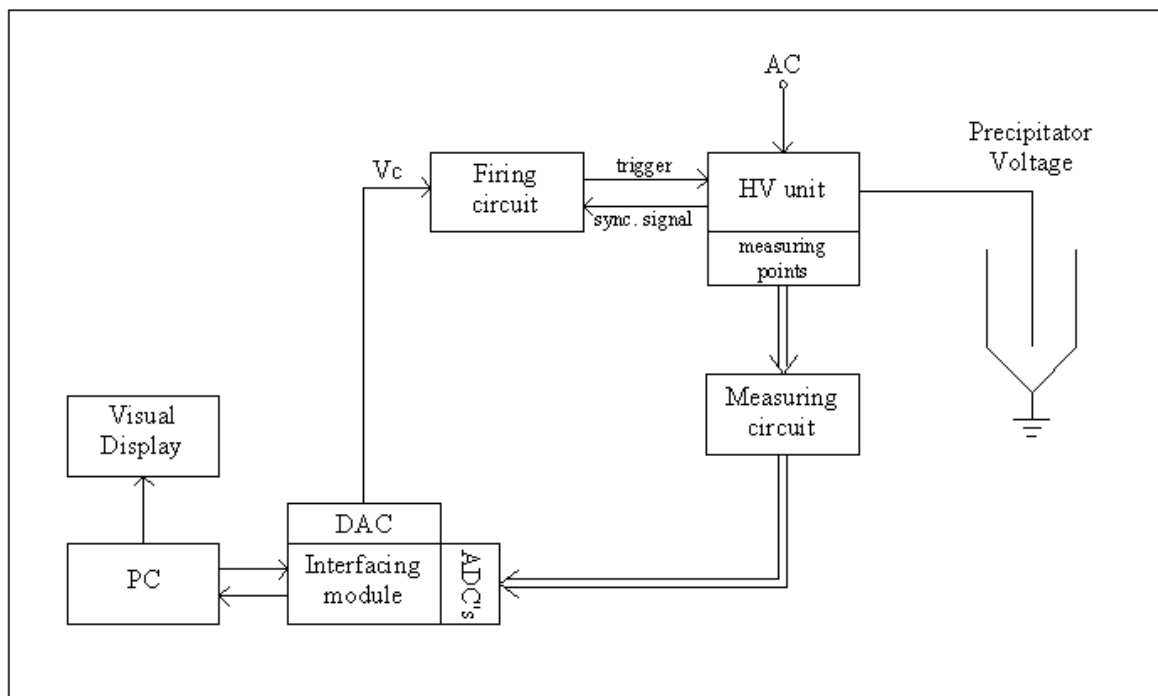 AC
Precipitator
Voltage
Vc
Firing
circuit
trigger
sync. signal
HV unit
measuring
points
Measuring
circuit
Visual
Display
DAC
PC
Interfacing
module
ADC's